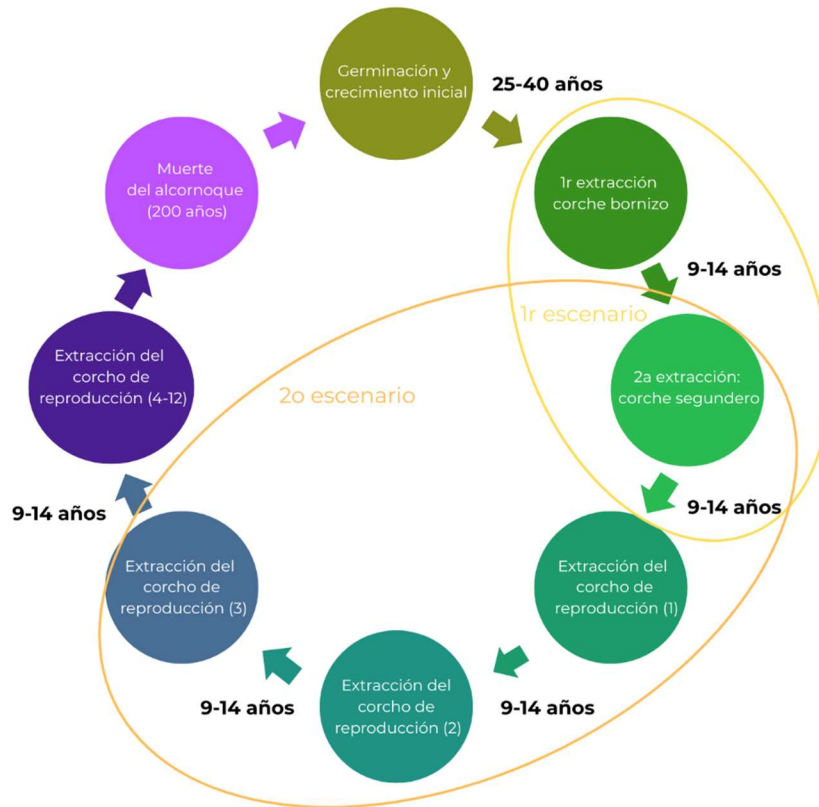 Germinación y
crecimiento inicial
25-40 años
1r extracción
corche bornizo
9-14 años
1r escenario
2a extracción:
corche segundero
9-14 años
Extracción del
corcho de
reproducción (1)
9-14 años
Extracción del
corcho de
reproducción (2)
9-14 años
Extracción del
corcho de
reproducción (3)
2o escenario
9-14 años
Extracción del
corcho de
reproducción (4-12)
Muerte
del alcornoque
(200 años)